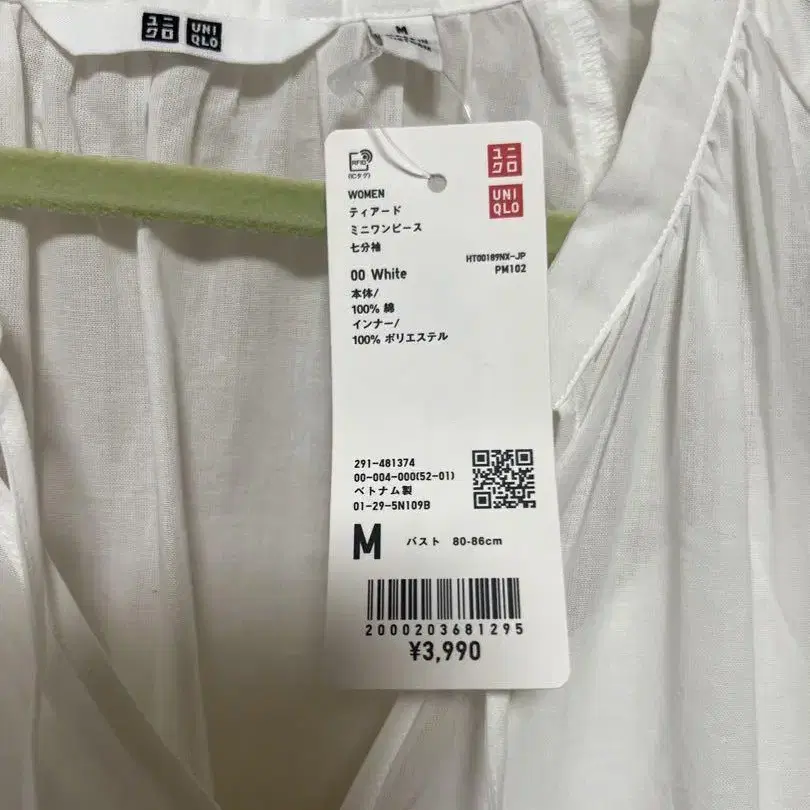 ユニ
クロ
UNI
QLO
M
RFID
(ICタグ)
ユニ
クロ
UNI
QLO
WOMEN
ティアード
ミニワンピース
七分袖
HT00189NX-JP
PM102
00 White
本体/
100% 綿
インナー/
100% ポリエステル
291-481374
00-004-000(52-01)
ベトナム製
01-29-5N109B
M バスト 80-86cm
2000203681295
¥3,990